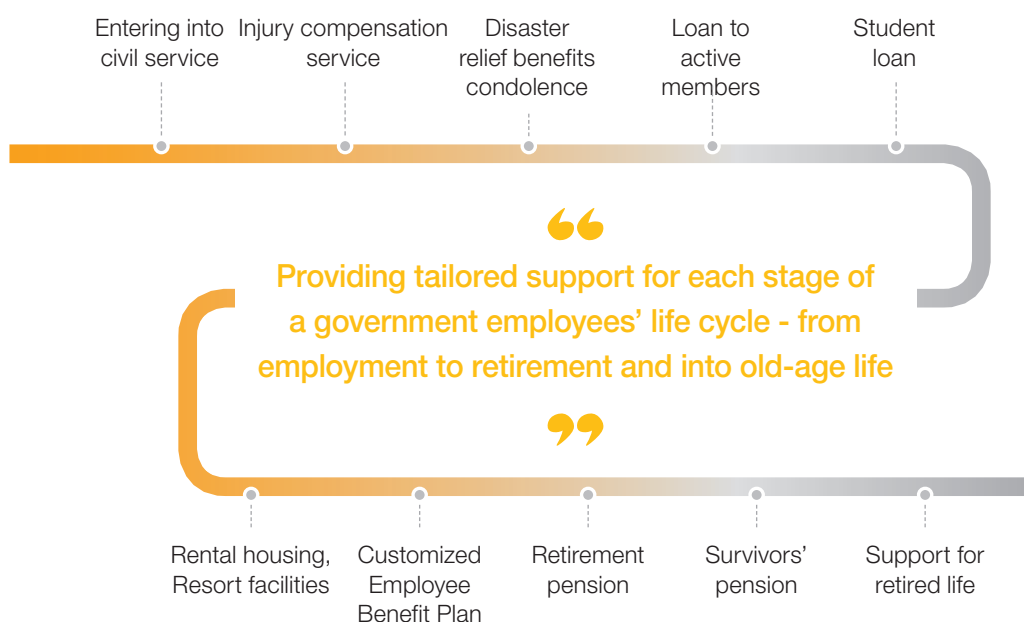 Entering into
civil service
Injury compensation
service
Disaster
relief benefits
condolence
Loan to
active
members
Student
loan
“
Providing tailored support for each stage of
a government employees’ life cycle - from
employment to retirement and into old-age life
”
Rental housing,
Resort facilities
Customized
Employee
Benefit Plan
Retirement
pension
Survivors’
pension
Support for
retired life